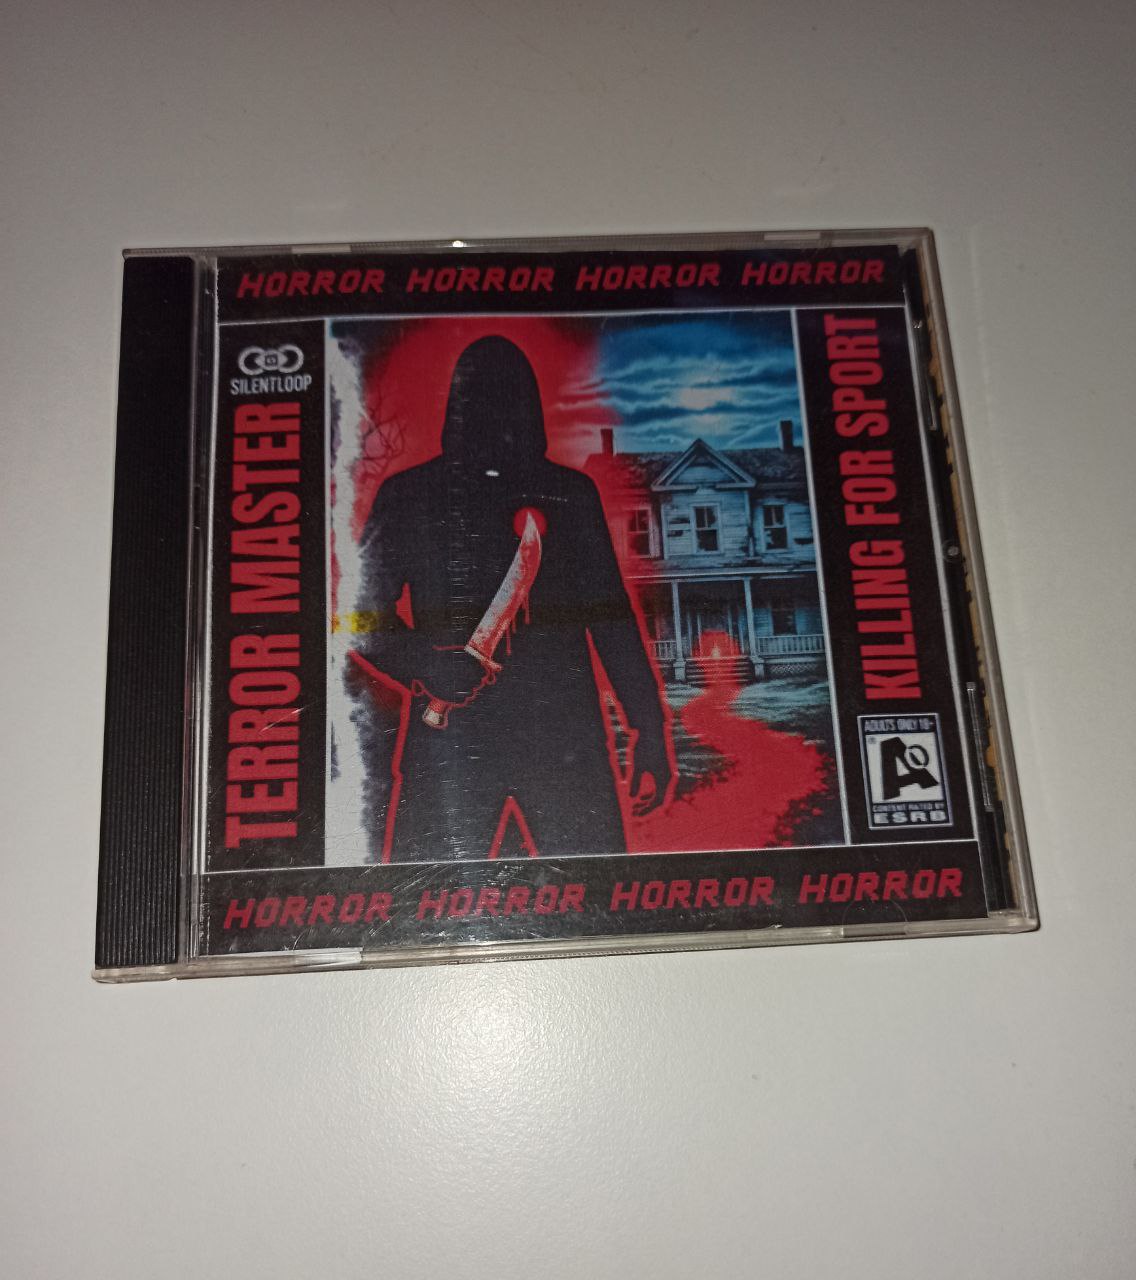 HORROR HORROR HORROR HORROR
SILENTLOOP
TERROR MASTER
KILLING FOR SPORT
ADULTS ONLY 18+
AO
CONTENT RATED BY
ESRB
HORROR HORROR HORROR HORROR